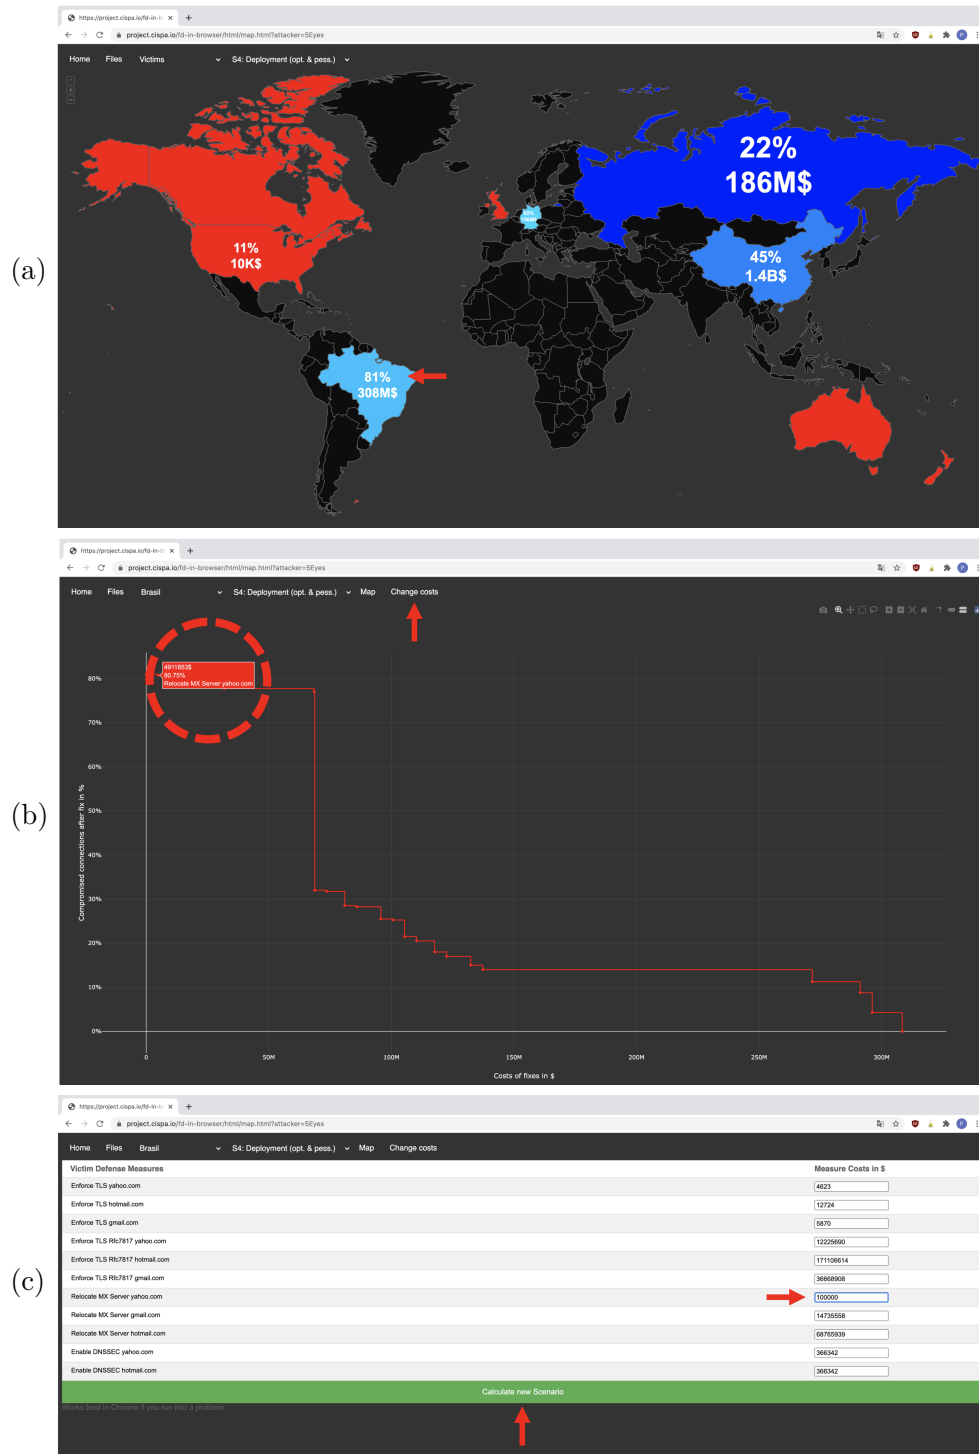 https://project.cispa.io/fd-in-b
project.cispa.io/fd-in-browser/html/map.html?attacker=5Eyes
Home Files Victims S4: Deployment (opt. & pess.)
22%
186M$
11%
10K$
45%
1.4B$
81%
308M$
(a)
https://project.cispa.io/fd-in-b
project.cispa.io/fd-in-browser/html/map.html?attacker=5Eyes
Home Files Brasil S4: Deployment (opt. & pess.) Map Change costs
4911853$
80.75%
Relocate MX Server yahoo.com
80%
70%
60%
50%
40%
30%
20%
10%
0%
Compromised connections after fix in %
0 50M 100M 150M 200M 250M 300M
Costs of fixes in $
(b)
https://project.cispa.io/fd-in-b
project.cispa.io/fd-in-browser/html/map.html?attacker=5Eyes
Home Files Brasil S4: Deployment (opt. & pess.) Map Change costs
Victim Defense Measures Measure Costs in $
Enforce TLS yahoo.com 4623
Enforce TLS hotmail.com 12724
Enforce TLS gmail.com 5870
Enforce TLS Rfc7817 yahoo.com 12225690
Enforce TLS Rfc7817 hotmail.com 171106614
Enforce TLS Rfc7817 gmail.com 36668908
Relocate MX Server yahoo.com 100000
Relocate MX Server gmail.com 14735558
Relocate MX Server hotmail.com 68765939
Enable DNSSEC yahoo.com 366342
Enable DNSSEC hotmail.com 366342
Calculate new Scenario
Works best in Chrome if you run into a problem
(c)